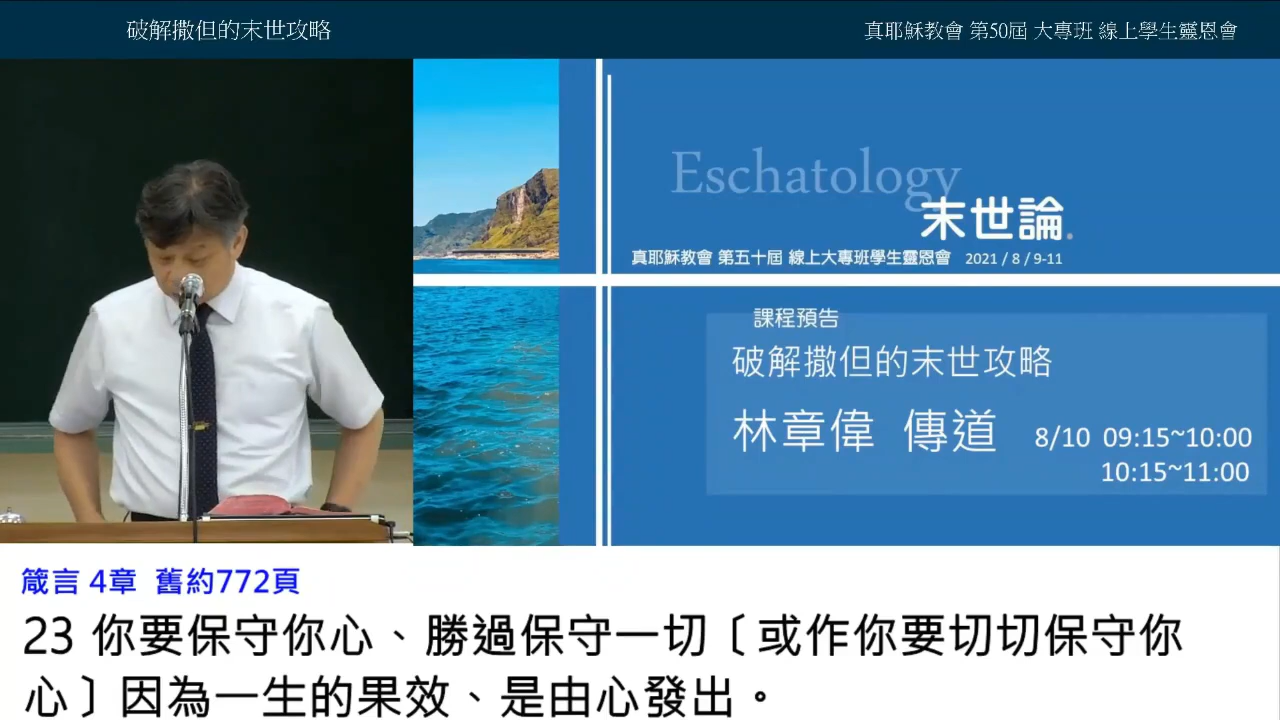 破解撒但的末世攻略
真耶穌教會 第50屆 大專班 線上學生靈恩會
Eschatology
末世論.
真耶穌教會 第五十屆 線上大專班學生靈恩會 2021 / 8 / 9-11
課程預告
破解撒但的末世攻略
林章偉 傳道 8/10 09:15~10:00
10:15~11:00
箴言 4章 舊約772頁
23 你要保守你心、勝過保守一切〔或作你要切切保守你
心〕因為一生的果效、是由心發出。